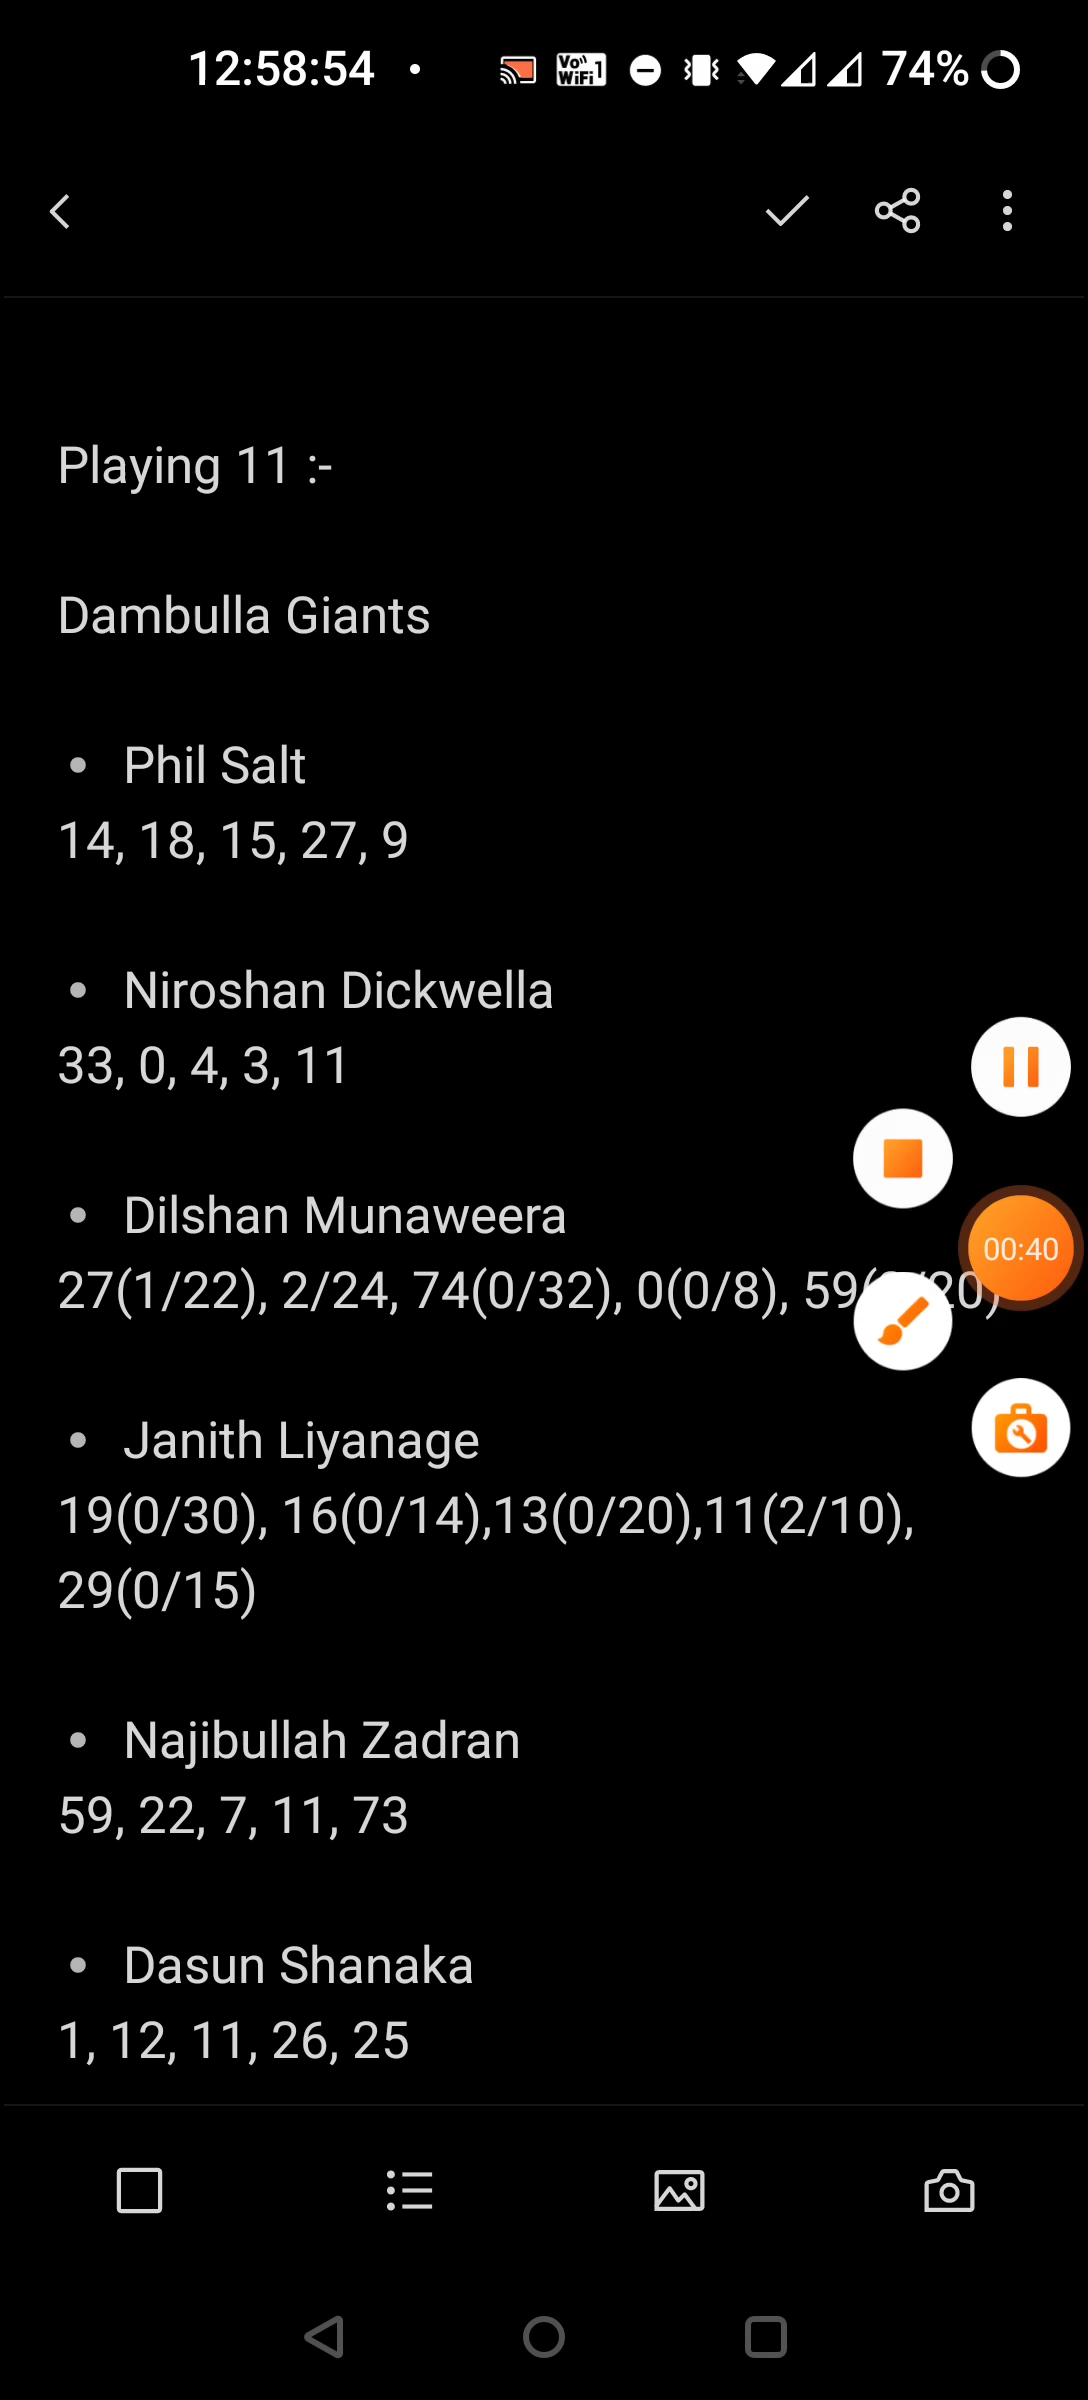 12:58:54
Vo))
WiFi 1
74%
Playing 11 :-
Dambulla Giants
• Phil Salt
14, 18, 15, 27, 9
• Niroshan Dickwella
33, 0, 4, 3, 11
• Dilshan Munaweera
27(1/22), 2/24, 74(0/32), 0(0/8), 59(
00:40
• Janith Liyanage
19(0/30), 16(0/14),13(0/20),11(2/10),
29(0/15)
• Najibullah Zadran
59, 22, 7, 11, 73
• Dasun Shanaka
1, 12, 11, 26, 25